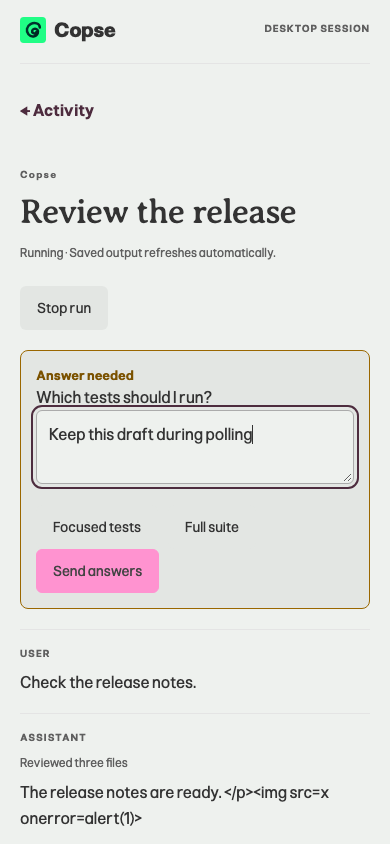 Copse
DESKTOP SESSION
← Activity
Copse
Review the release
Running · Saved output refreshes automatically.
Stop run
Answer needed
Which tests should I run?
Keep this draft during polling
Focused tests
Full suite
Send answers
USER
Check the release notes.
ASSISTANT
Reviewed three files
The release notes are ready. </p><img src=x
onerror=alert(1)>